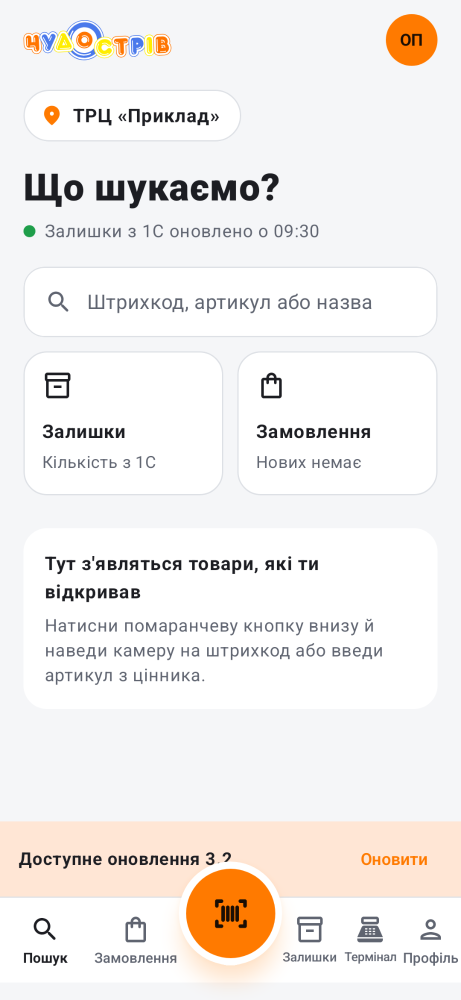 ЧУДОСТРІВ
ОП
ТРЦ «Приклад»
Що шукаємо?
Залишки з 1С оновлено о 09:30
Штрихкод, артикул або назва
Залишки
Кількість з 1С
Замовлення
Нових немає
Тут з'являться товари, які ти
відкривав
Натисни помаранчеву кнопку внизу й
наведи камеру на штрихкод або введи
артикул з цінника.
Доступне оновлення 3.2
Оновити
Пошук
Замовлення
Залишки
Термінал
Профіль